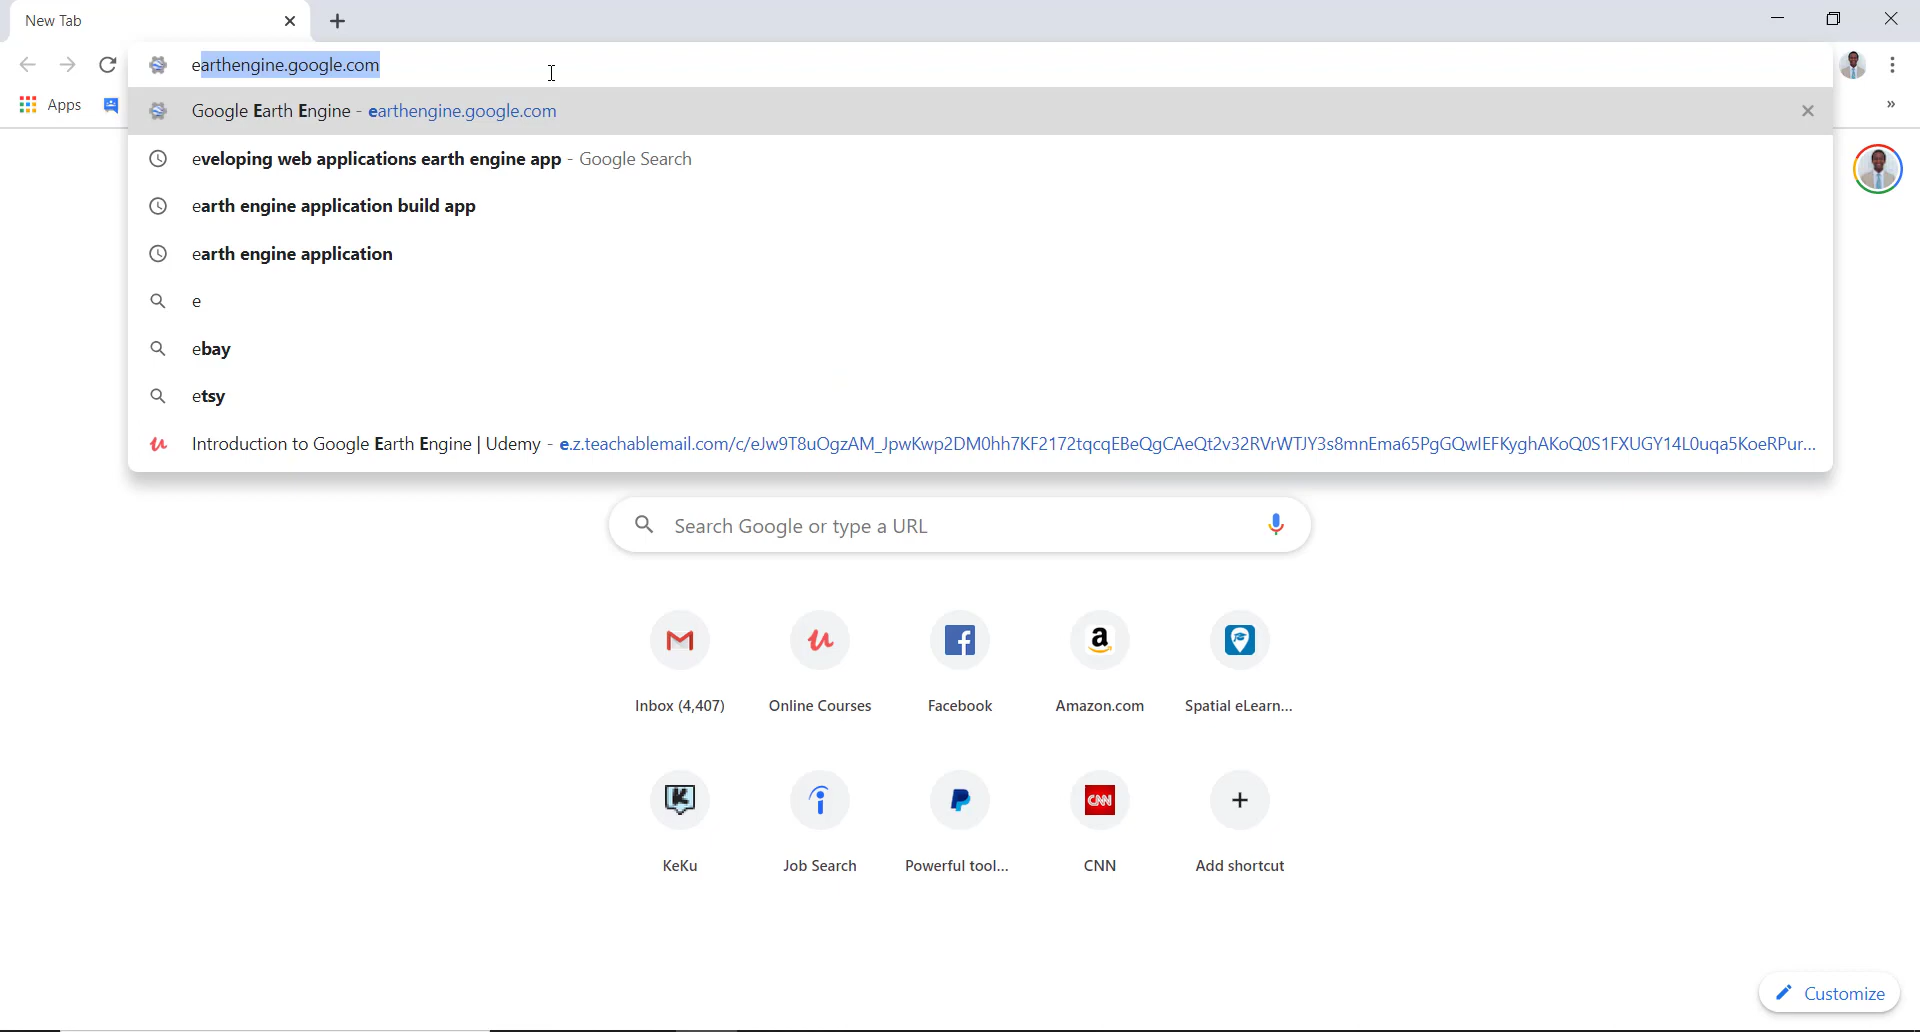 New Tab
earthengine.google.com
Apps
Google Earth Engine - earthengine.google.com
eveloping web applications earth engine app - Google Search
earth engine application build app
earth engine application
e
ebay
etsy
Introduction to Google Earth Engine | Udemy - e.z.teachablemail.com/c/eJw9T8uOgzAM_JpwKwp2DM0hh7KF2172tqcqEBeQgCAeQt2v32RVrWTJY3s8mnEma65PgGQwIEFKyghAKoQ0S1FXUGY14L0uqa5KoeRPur...
Search Google or type a URL
Inbox (4,407)
Online Courses
Facebook
Amazon.com
Spatial eLearn...
KeKu
Job Search
Powerful tool...
CNN
CNN
Add shortcut
Customize